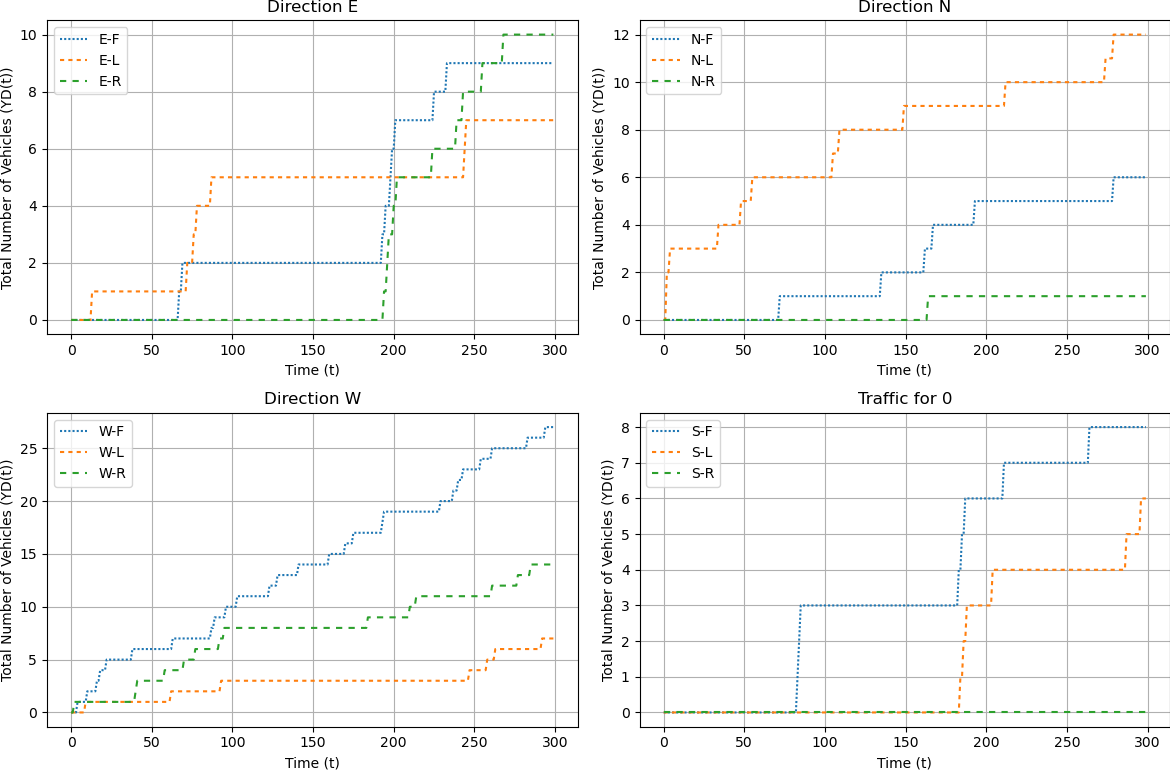 Direction E
Total Number of Vehicles (YD(t))
10
8
6
4
2
0
E-F
E-L
E-R
0 50 100 150 200 250 300
Time (t)
Direction N
Total Number of Vehicles (YD(t))
12
10
8
6
4
2
0
N-F
N-L
N-R
0 50 100 150 200 250 300
Time (t)
Direction W
Total Number of Vehicles (YD(t))
25
20
15
10
5
0
W-F
W-L
W-R
0 50 100 150 200 250 300
Time (t)
Traffic for 0
Total Number of Vehicles (YD(t))
8
7
6
5
4
3
2
1
0
S-F
S-L
S-R
0 50 100 150 200 250 300
Time (t)